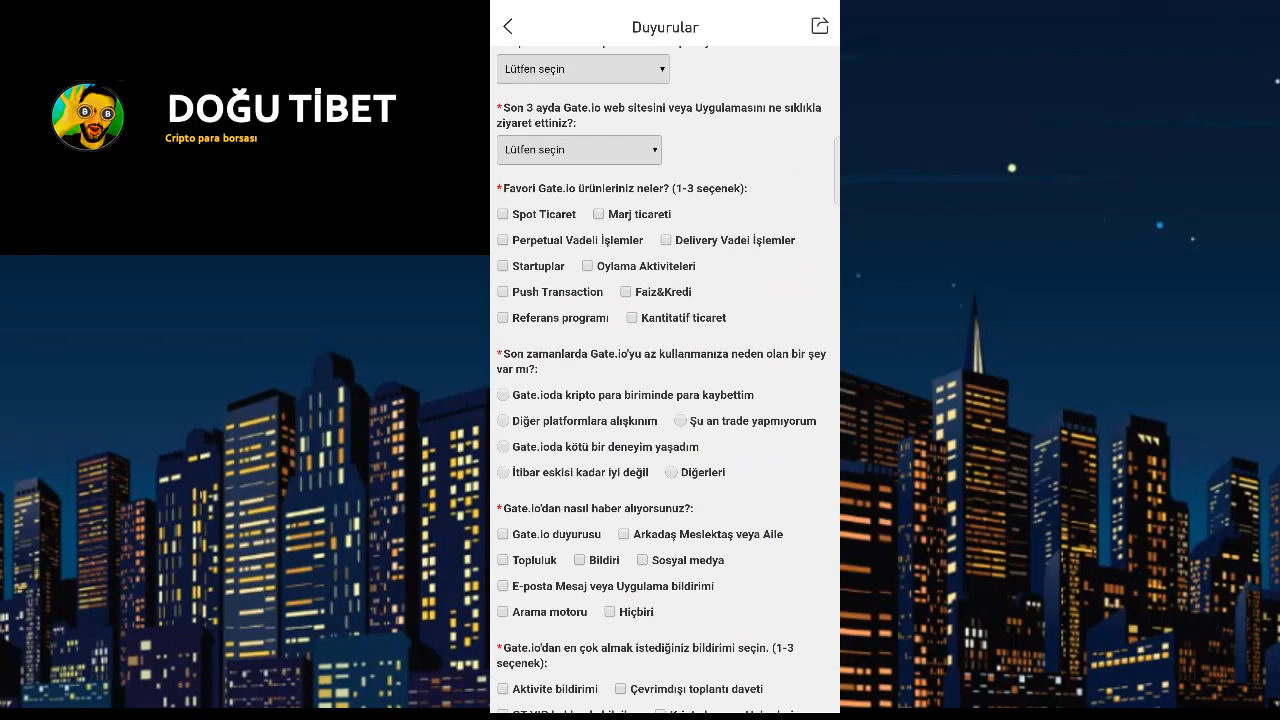 DOĞU TİBET
Cripto para borsası
Duyurular
Lütfen seçin
*Son 3 ayda Gate.io web sitesini veya Uygulamasını ne sıklıkla
ziyaret ettiniz?:
Lütfen seçin
*Favori Gate.io ürünleriniz neler? (1-3 seçenek):
Spot Ticaret Marj ticareti
Perpetual Vadeli İşlemler Delivery Vadei İşlemler
Startuplar Oylama Aktiviteleri
Push Transaction Faiz&Kredi
Referans programı Kantitatif ticaret
*Son zamanlarda Gate.io'yu az kullanmanıza neden olan bir şey
var mı?:
Gate.ioda kripto para biriminde para kaybettim
Diğer platformlara alışkınım Şu an trade yapmıyorum
Gate.ioda kötü bir deneyim yaşadım
İtibar eskisi kadar iyi değil Diğerleri
*Gate.io'dan nasıl haber alıyorsunuz?:
Gate.io duyurusu Arkadaş Meslektaş veya Aile
Topluluk Bildiri Sosyal medya
E-posta Mesaj veya Uygulama bildirimi
Arama motoru Hiçbiri
*Gate.io'dan en çok almak istediğiniz bildirimi seçin. (1-3
seçenek):
Aktivite bildirimi Çevrimdışı toplantı daveti